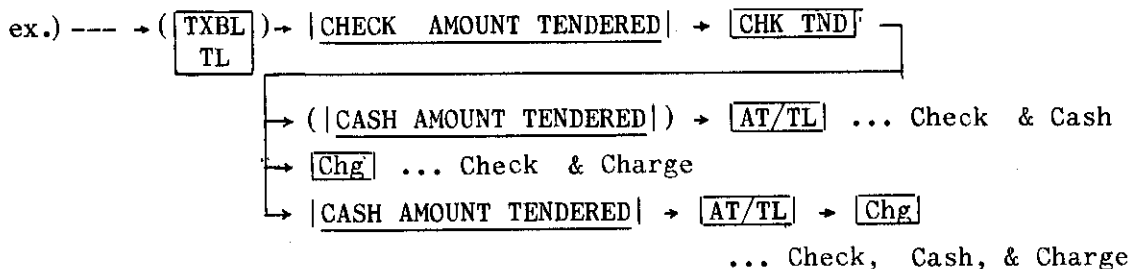 ex.) --- → ( TXBL TL ) → | CHECK AMOUNT TENDERED | → CHK TND
→ ( | CASH AMOUNT TENDERED | ) → AT/TL ... Check & Cash
→ Chg ... Check & Charge
→ | CASH AMOUNT TENDERED | → AT/TL → Chg
... Check, Cash, & Charge